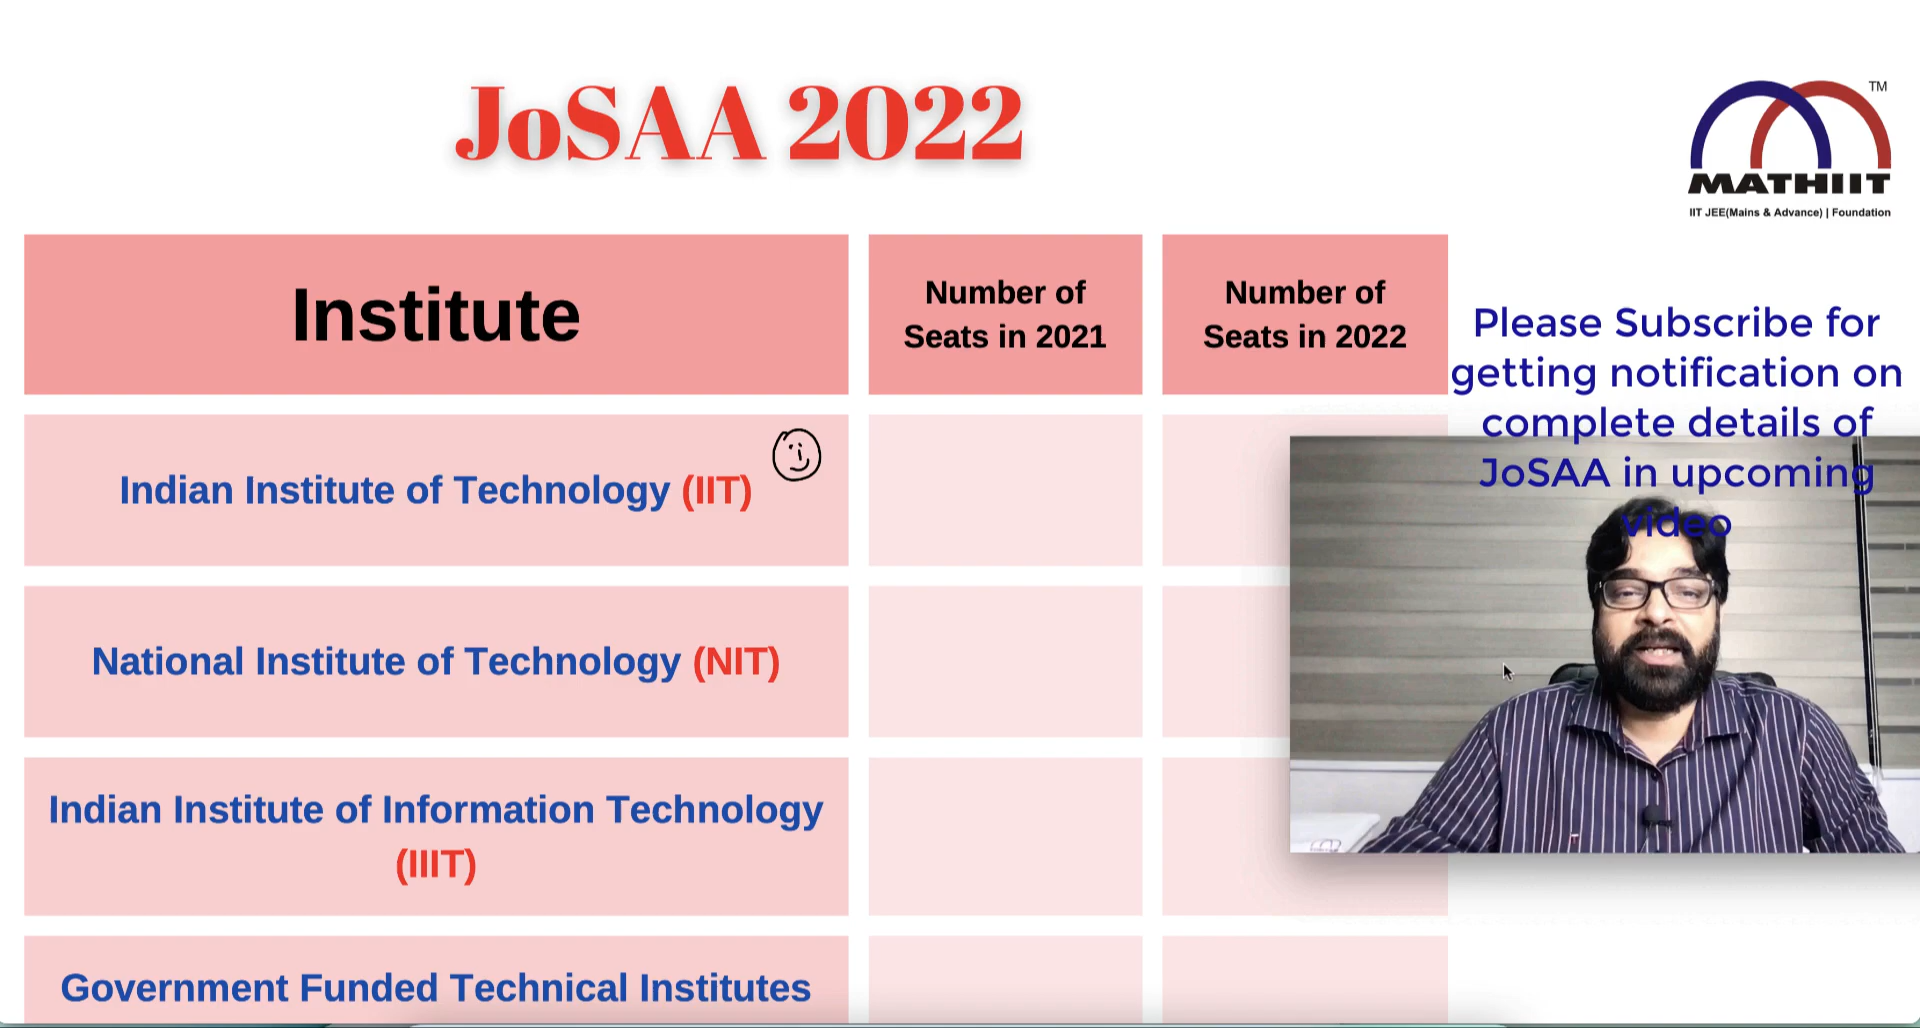 JoSAA 2022
TM
MATHIIT
IIT JEE(Mains & Advance) | Foundation
Institute
Number of
Seats in 2021
Number of
Seats in 2022
Please Subscribe for
getting notification on
complete details of
JoSAA in upcoming
video
Indian Institute of Technology (IIT)
National Institute of Technology (NIT)
Indian Institute of Information Technology
(IIIT)
Government Funded Technical Institutes